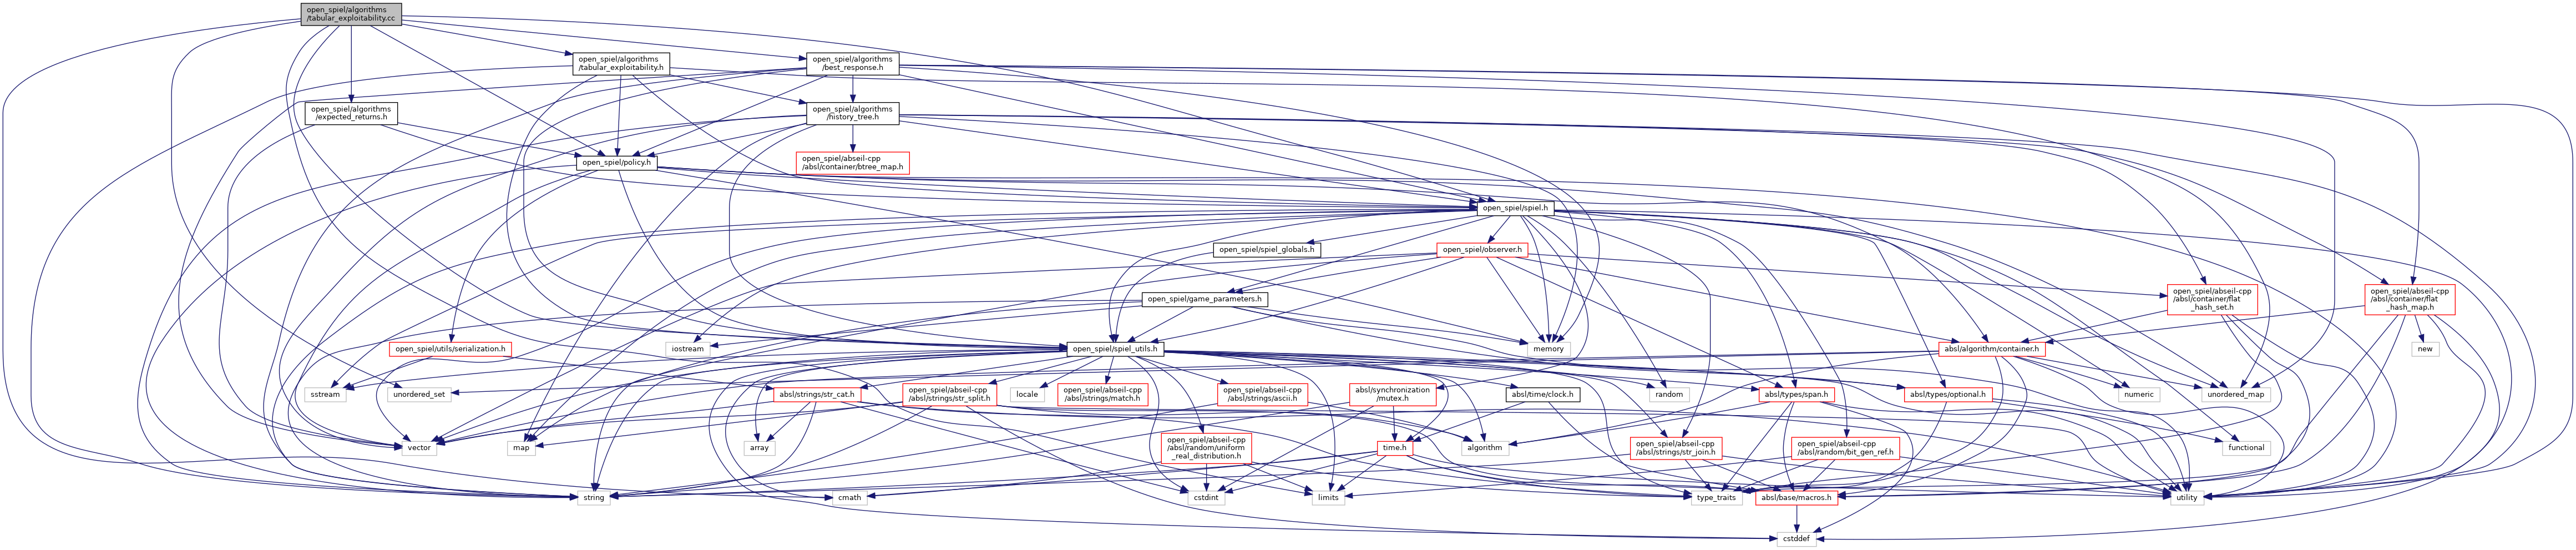 open_spiel/algorithms
/tabular_exploitability.cc
open_spiel/algorithms
/tabular_exploitability.h
open_spiel/algorithms
/best_response.h
open_spiel/algorithms
/expected_returns.h
open_spiel/algorithms
/history_tree.h
open_spiel/policy.h
open_spiel/abseil-cpp
/absl/container/btree_map.h
open_spiel/spiel.h
open_spiel/spiel_globals.h
open_spiel/observer.h
open_spiel/game_parameters.h
open_spiel/abseil-cpp
/absl/container/flat
_hash_set.h
open_spiel/abseil-cpp
/absl/container/flat
_hash_map.h
open_spiel/utils/serialization.h
iostream
open_spiel/spiel_utils.h
memory
absl/algorithm/container.h
new
sstream
unordered_set
absl/strings/str_cat.h
open_spiel/abseil-cpp
/absl/strings/str_split.h
locale
open_spiel/abseil-cpp
/absl/strings/match.h
open_spiel/abseil-cpp
/absl/strings/ascii.h
absl/synchronization
/mutex.h
absl/time/clock.h
random
absl/types/span.h
absl/types/optional.h
numeric
unordered_map
vector
map
array
open_spiel/abseil-cpp
/absl/random/uniform
_real_distribution.h
time.h
algorithm
open_spiel/abseil-cpp
/absl/strings/str_join.h
open_spiel/abseil-cpp
/absl/random/bit_gen_ref.h
functional
string
cmath
cstdint
limits
type_traits
absl/base/macros.h
utility
cstddef